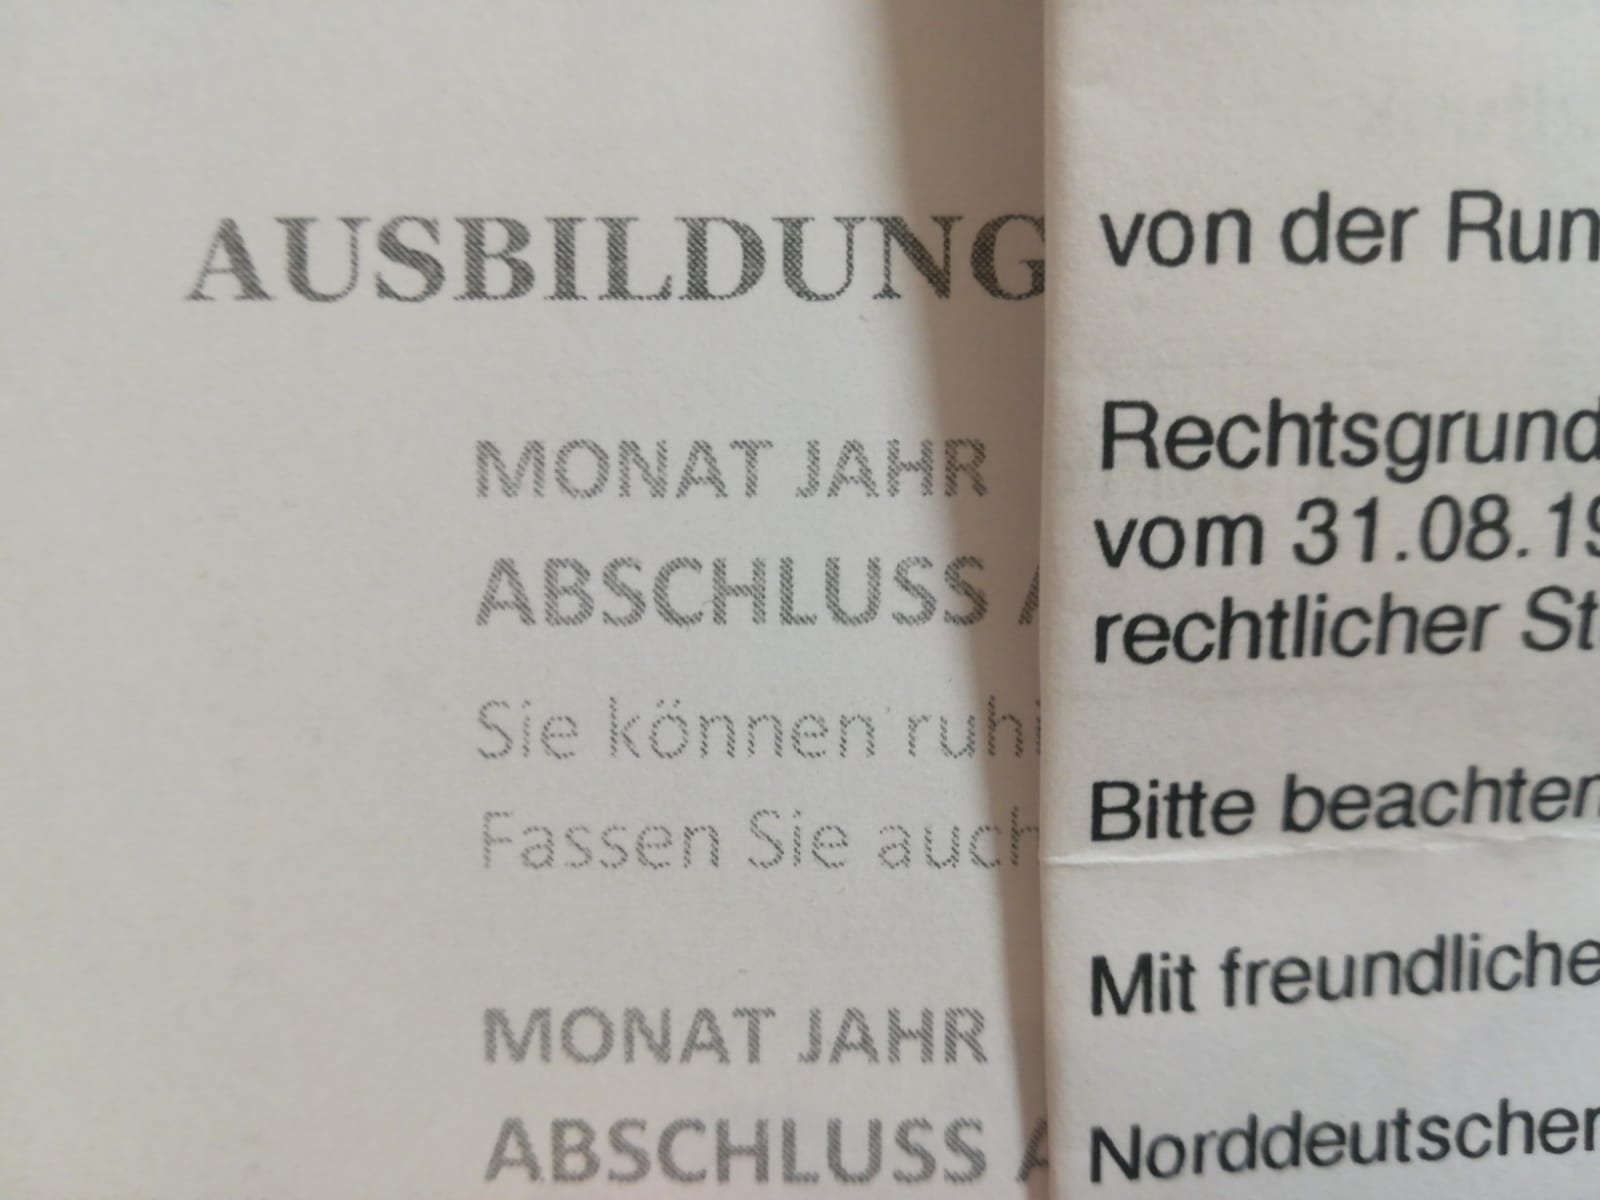 AUSBILDUNG
MONAT JAHR
ABSCHLUSS
Sie können
Fassen Sie auch
MONAT JAHR
ABSCHLUSS
von der Run
Rechtsgrund
vom 31.08.19
rechtlicher St
Bitte beachten
Mit freundliche
Norddeutscher